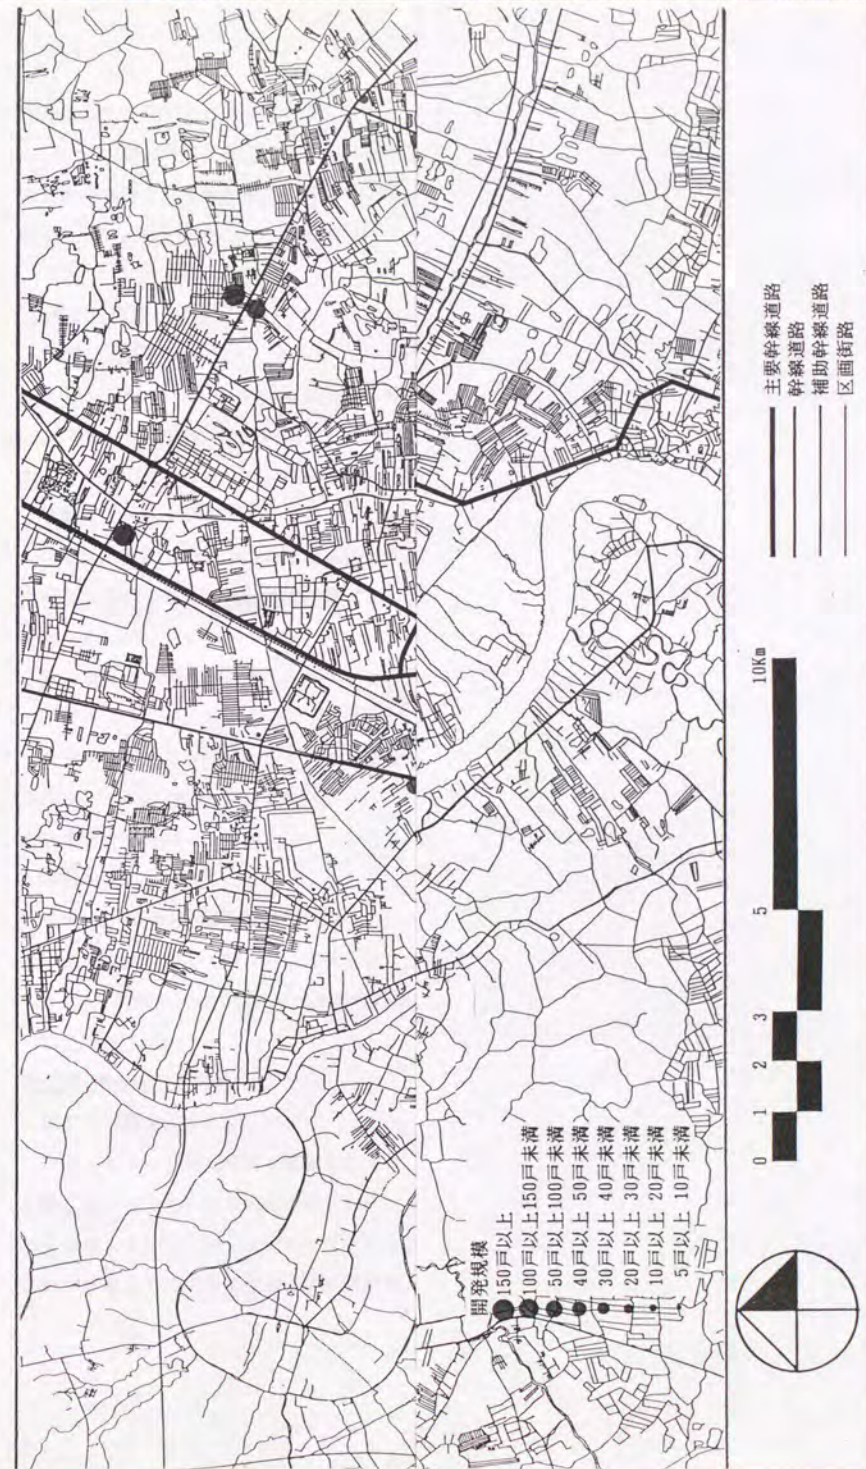 開発規模
150戸以上
100戸以上150戸未満
50戸以上100戸未満
40戸以上 50戸未満
30戸以上 40戸未満
20戸以上 30戸未満
10戸以上 20戸未満
5戸以上 10戸未満
0 1 2 3 5 10Km
主要幹線道路
幹線道路
補助幹線道路
区画街路